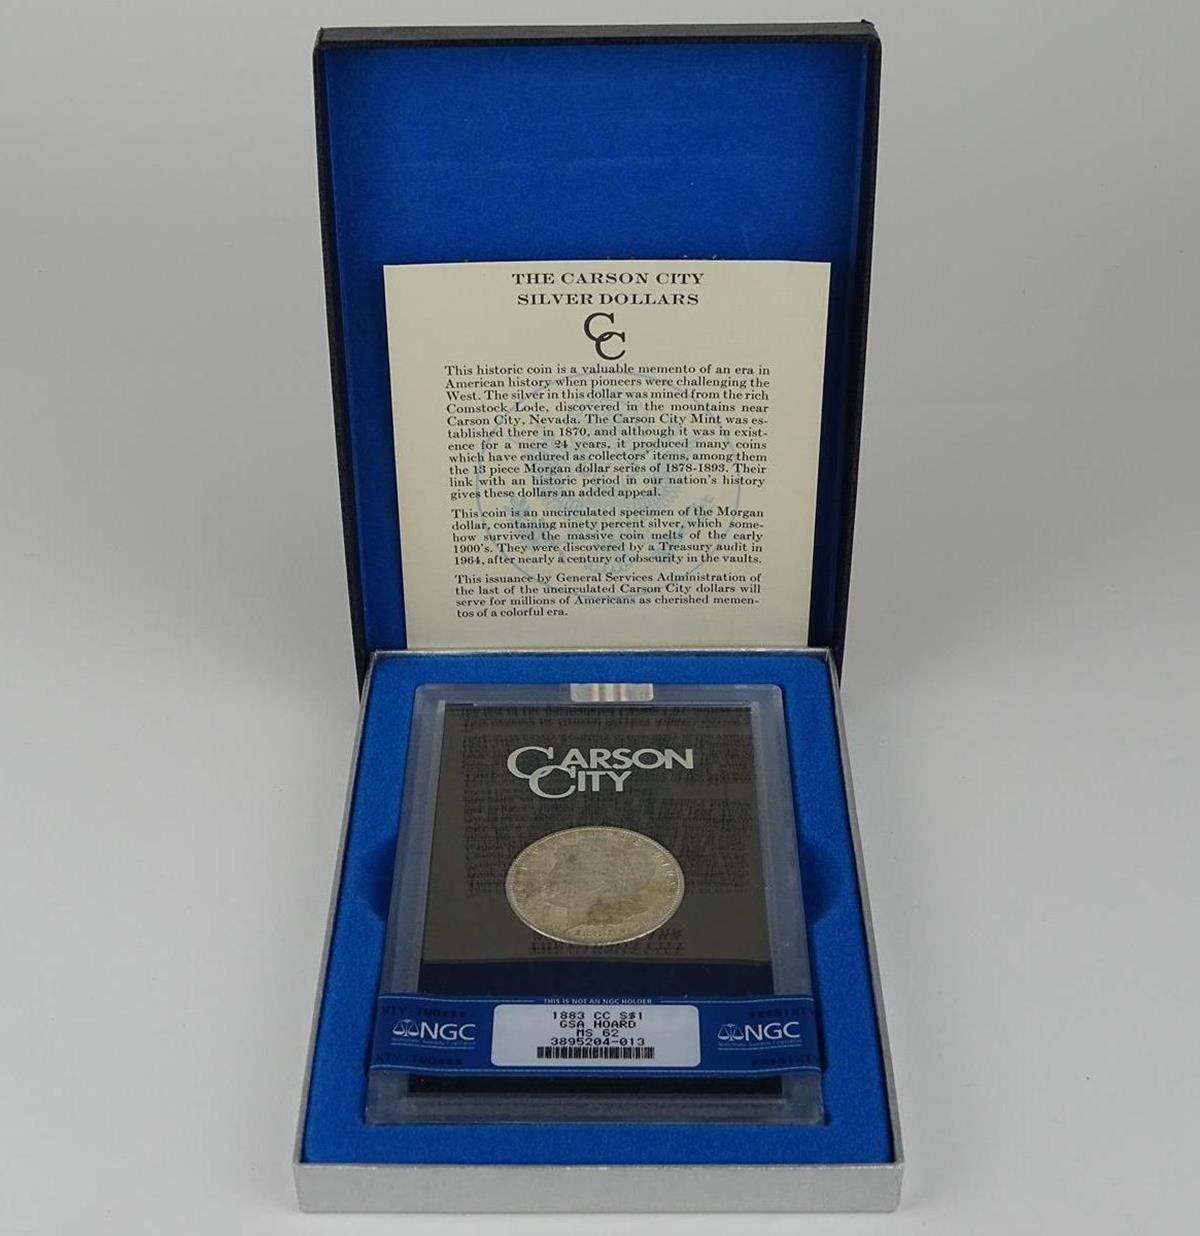 THE CARSON CITY
SILVER DOLLARS
CC
This historic coin is a valuable memento of an era in
American history when pioneers were challenging the
West. The silver in this dollar was mined from the rich
Comstock Lode, discovered in the mountains near
Carson City, Nevada. The Carson City Mint was es-
tablished there in 1870, and although it was in exist-
ence for a mere 24 years, it produced many coins
which have endured as collectors' items, among them
the 13 piece Morgan dollar series of 1878-1893. Their
link with an historic period in our nation's history
gives these dollars an added appeal.
This coin is an uncirculated specimen of the Morgan
dollar, containing ninety percent silver, which some-
how survived the massive coin melts of the early
1900's. They were discovered by a Treasury audit in
1964, after nearly a century of obscurity in the vaults.
This issuance by General Services Administration of
the last of the uncirculated Carson City dollars will
serve for millions of Americans as cherished memen-
tos of a colorful era.
CARSON
CITY
THIS IS NOT AN NGC HOLDER
XTY TWO***
***SIXTY
NGC
1883 CC S$1
GSA HOARD
MS 62
3895204-013
NGC
XTY TWO***
***SIXTY